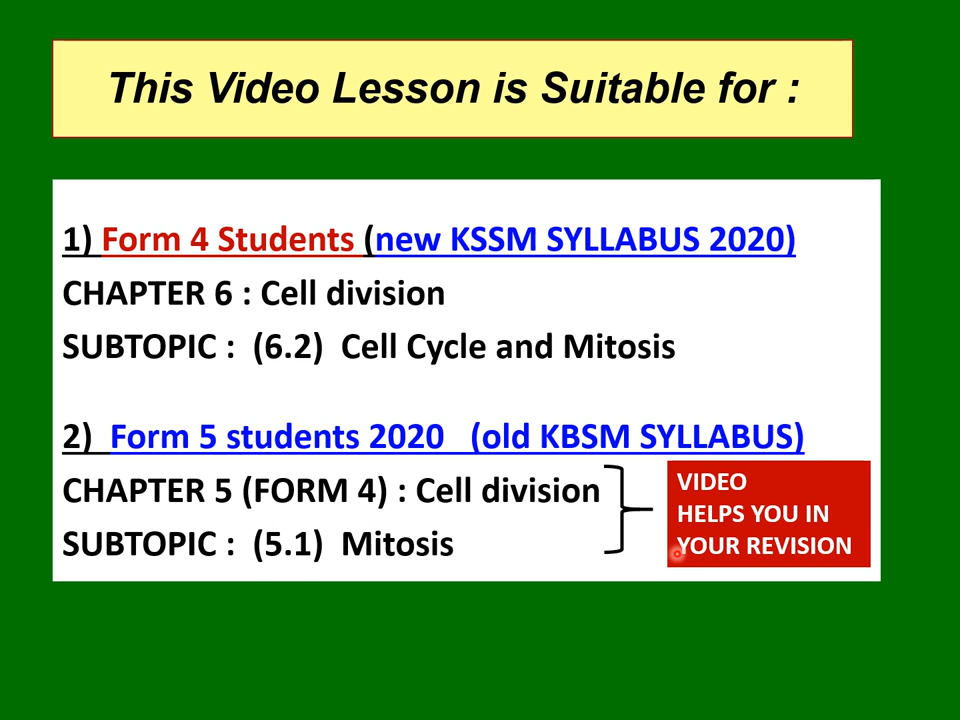 This Video Lesson is Suitable for :
1) Form 4 Students (new KSSM SYLLABUS 2020)
CHAPTER 6 : Cell division
SUBTOPIC :  (6.2)  Cell Cycle and Mitosis
2)  Form 5 students 2020   (old KBSM SYLLABUS)
CHAPTER 5 (FORM 4) : Cell division
SUBTOPIC :  (5.1)  Mitosis
VIDEO
HELPS YOU IN
YOUR REVISION